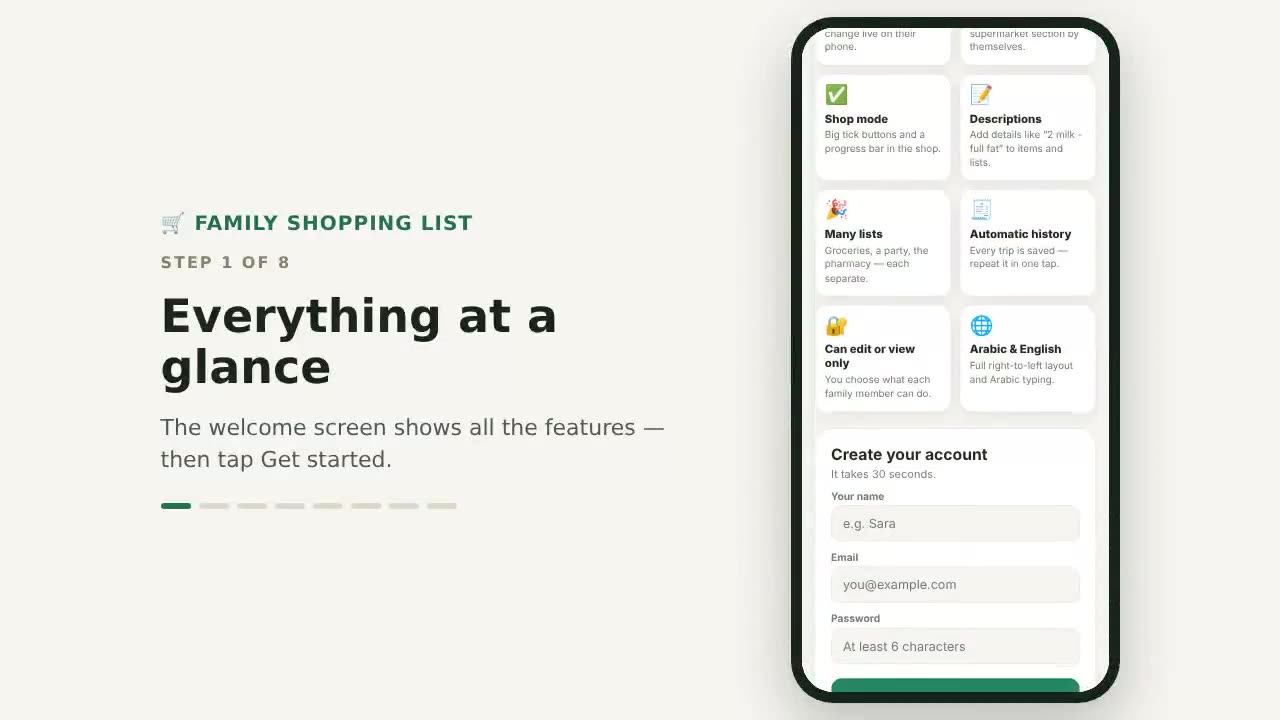 FAMILY SHOPPING LIST
STEP 1 OF 8
Everything at a
glance
The welcome screen shows all the features —
then tap Get started.
change live on their
phone.
supermarket section by
themselves.
Shop mode
Big tick buttons and a
progress bar in the shop.
Descriptions
Add details like "2 milk -
full fat" to items and
lists.
Many lists
Groceries, a party, the
pharmacy — each
separate.
Automatic history
Every trip is saved —
repeat it in one tap.
Can edit or view
only
You choose what each
family member can do.
Arabic & English
Full right-to-left layout
and Arabic typing.
Create your account
It takes 30 seconds.
Your name
e.g. Sara
Email
you@example.com
Password
At least 6 characters